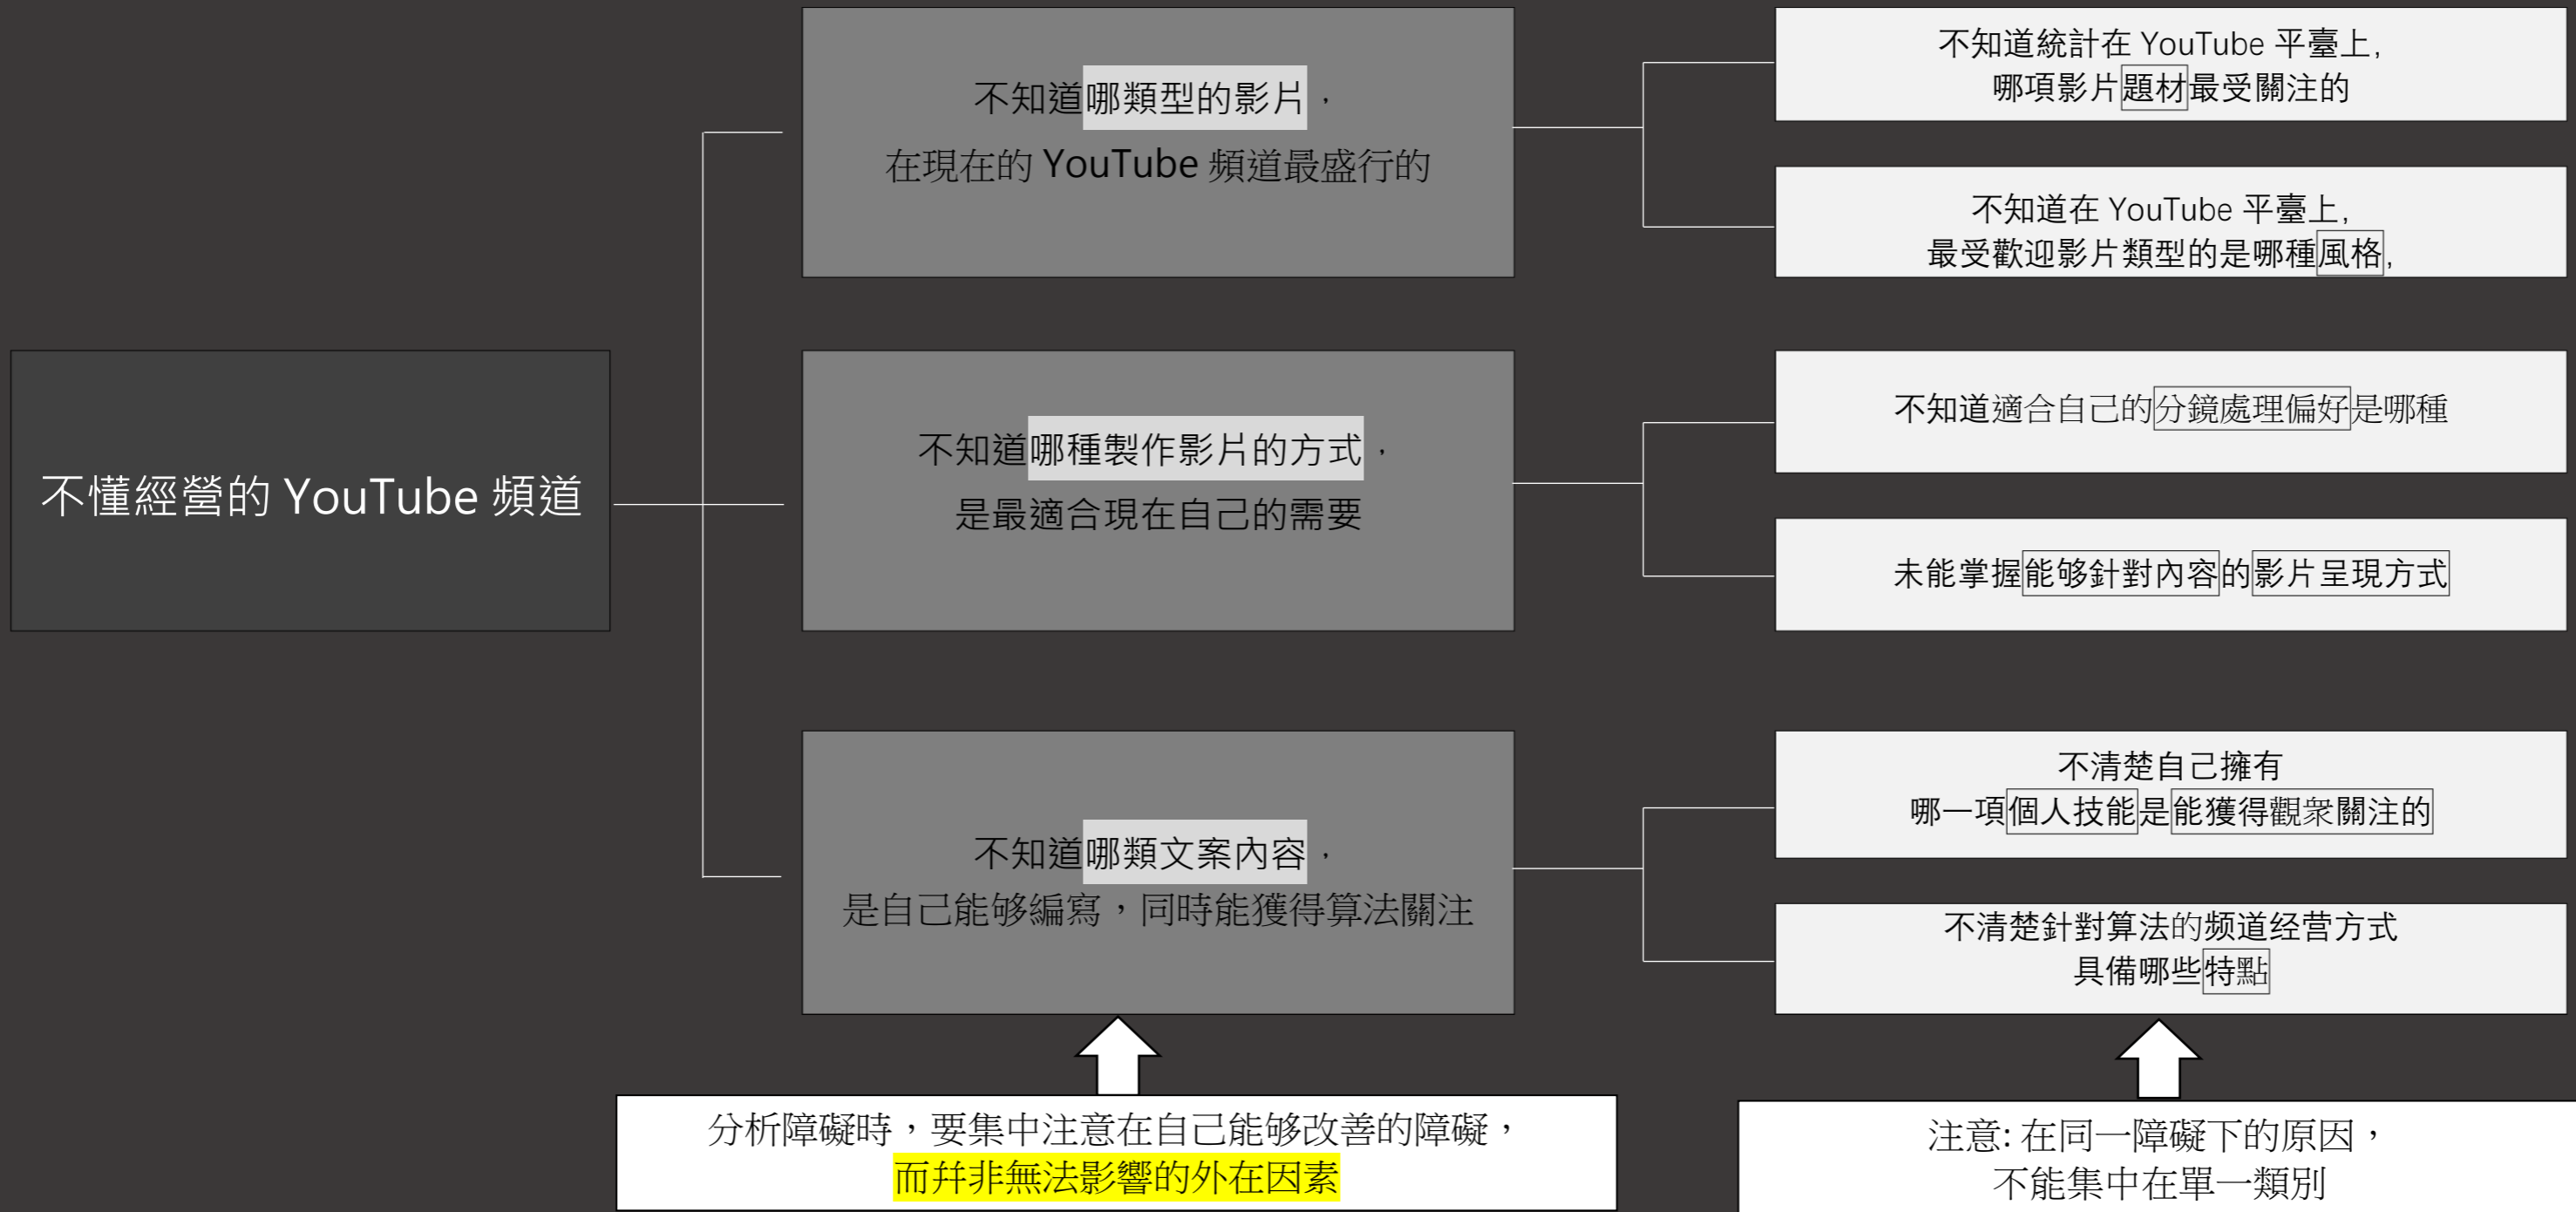 不懂經營的 YouTube 頻道
不知道哪類型的影片，
在現在的 YouTube 頻道最盛行的
不知道統計在 YouTube 平臺上,
哪項影片題材最受關注的
不知道在 YouTube 平臺上,
最受歡迎影片類型的是哪種風格,
不知道哪種製作影片的方式，
是最適合現在自己的需要
不知道適合自己的分鏡處理偏好是哪種
未能掌握能够針對內容的影片呈現方式
不知道哪類文案內容，
是自己能够編寫，同時能獲得算法關注
不清楚自己擁有
哪一項個人技能是能獲得觀眾關注的
不清楚針對算法的频道经营方式
具備哪些特點
分析障礙時，要集中注意在自己能够改善的障礙，
而幷非無法影響的外在因素
注意: 在同一障礙下的原因，
不能集中在單一類別